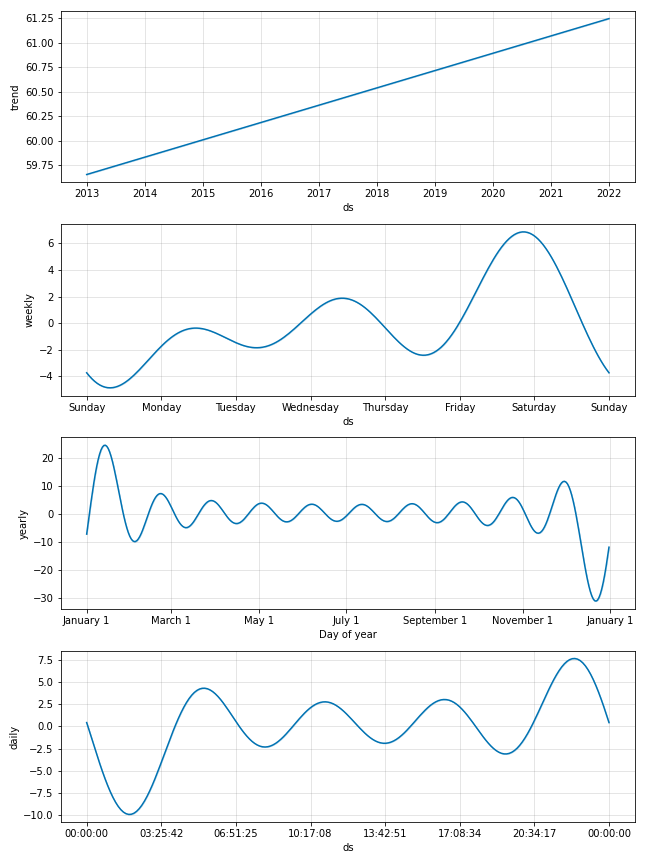 61.25
61.00
60.75
60.50
60.25
60.00
59.75
trend
2013 2014 2015 2016 2017 2018 2019 2020 2021 2022
ds
6
4
2
0
−2
−4
weekly
Sunday Monday Tuesday Wednesday Thursday Friday Saturday Sunday
ds
20
10
0
−10
−20
−30
yearly
January 1 March 1 May 1 July 1 September 1 November 1 January 1
Day of year
7.5
5.0
2.5
0.0
−2.5
−5.0
−7.5
−10.0
daily
00:00:00 03:25:42 06:51:25 10:17:08 13:42:51 17:08:34 20:34:17 00:00:00
ds